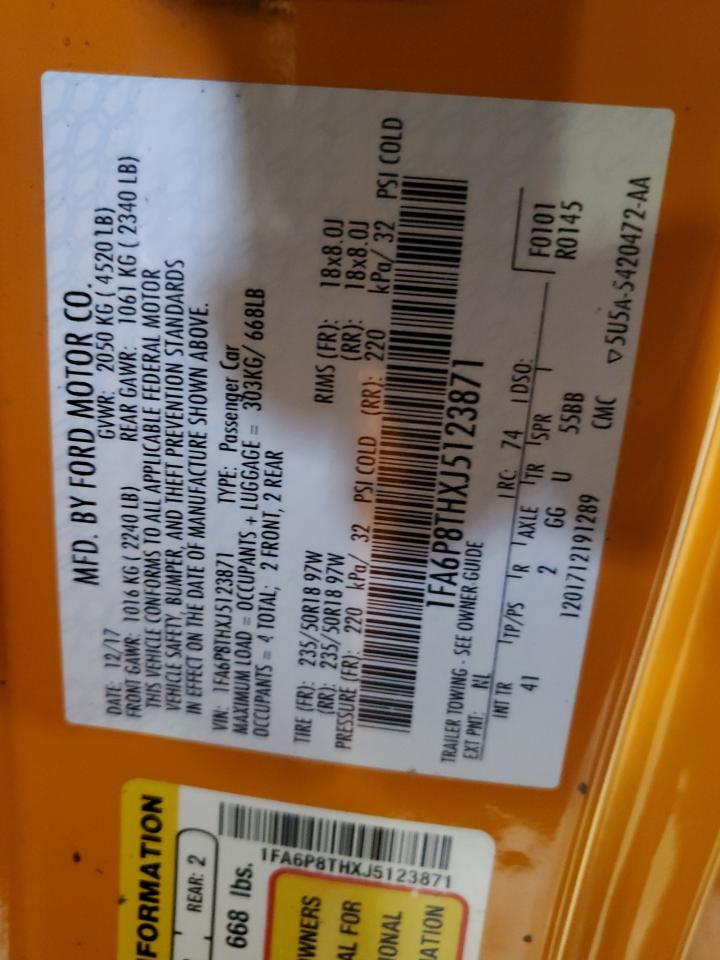 MFD. BY FORD MOTOR CO.
DATE: 12/17 GVWR: 2050 KG ( 4520 LB)
FRONT GAWR: 1016 KG ( 2240 LB) REAR GAWR: 1061 KG ( 2340 LB)
THIS VEHICLE CONFORMS TO ALL APPLICABLE FEDERAL MOTOR
VEHICLE SAFETY, BUMPER, AND THEFT PREVENTION STANDARDS
IN EFFECT ON THE DATE OF MANUFACTURE SHOWN ABOVE.
VIN: 1FA6P8THXJ5123871 TYPE: Passenger Car
MAXIMUM LOAD = OCCUPANTS + LUGGAGE = 303KG/ 668LB
OCCUPANTS = 4 TOTAL; 2 FRONT, 2 REAR
TIRE (FR): 235/50R18 97W RIMS (FR): 18x8.0J
(RR): 235/50R18 97W (RR): 18x8.0J
PRESSURE (FR): 220 kPa/ 32 PSI COLD (RR): 220 kPa/ 32 PSI COLD
1FA6P8THXJ5123871
TRAILER TOWING - SEE OWNER GUIDE
EXT PNT: NL RC: 74 DSO:
INT TR TP/PS R AXLE TR SPR
41 2 GG U 55BB
F0101
R0145
1201712191289 CMC ▽5U5A-5420472-AA
FORMATION
REAR: 2
668 lbs.
1FA6P8THXJ5123871
WNERS
AL FOR
ONAL
ATION